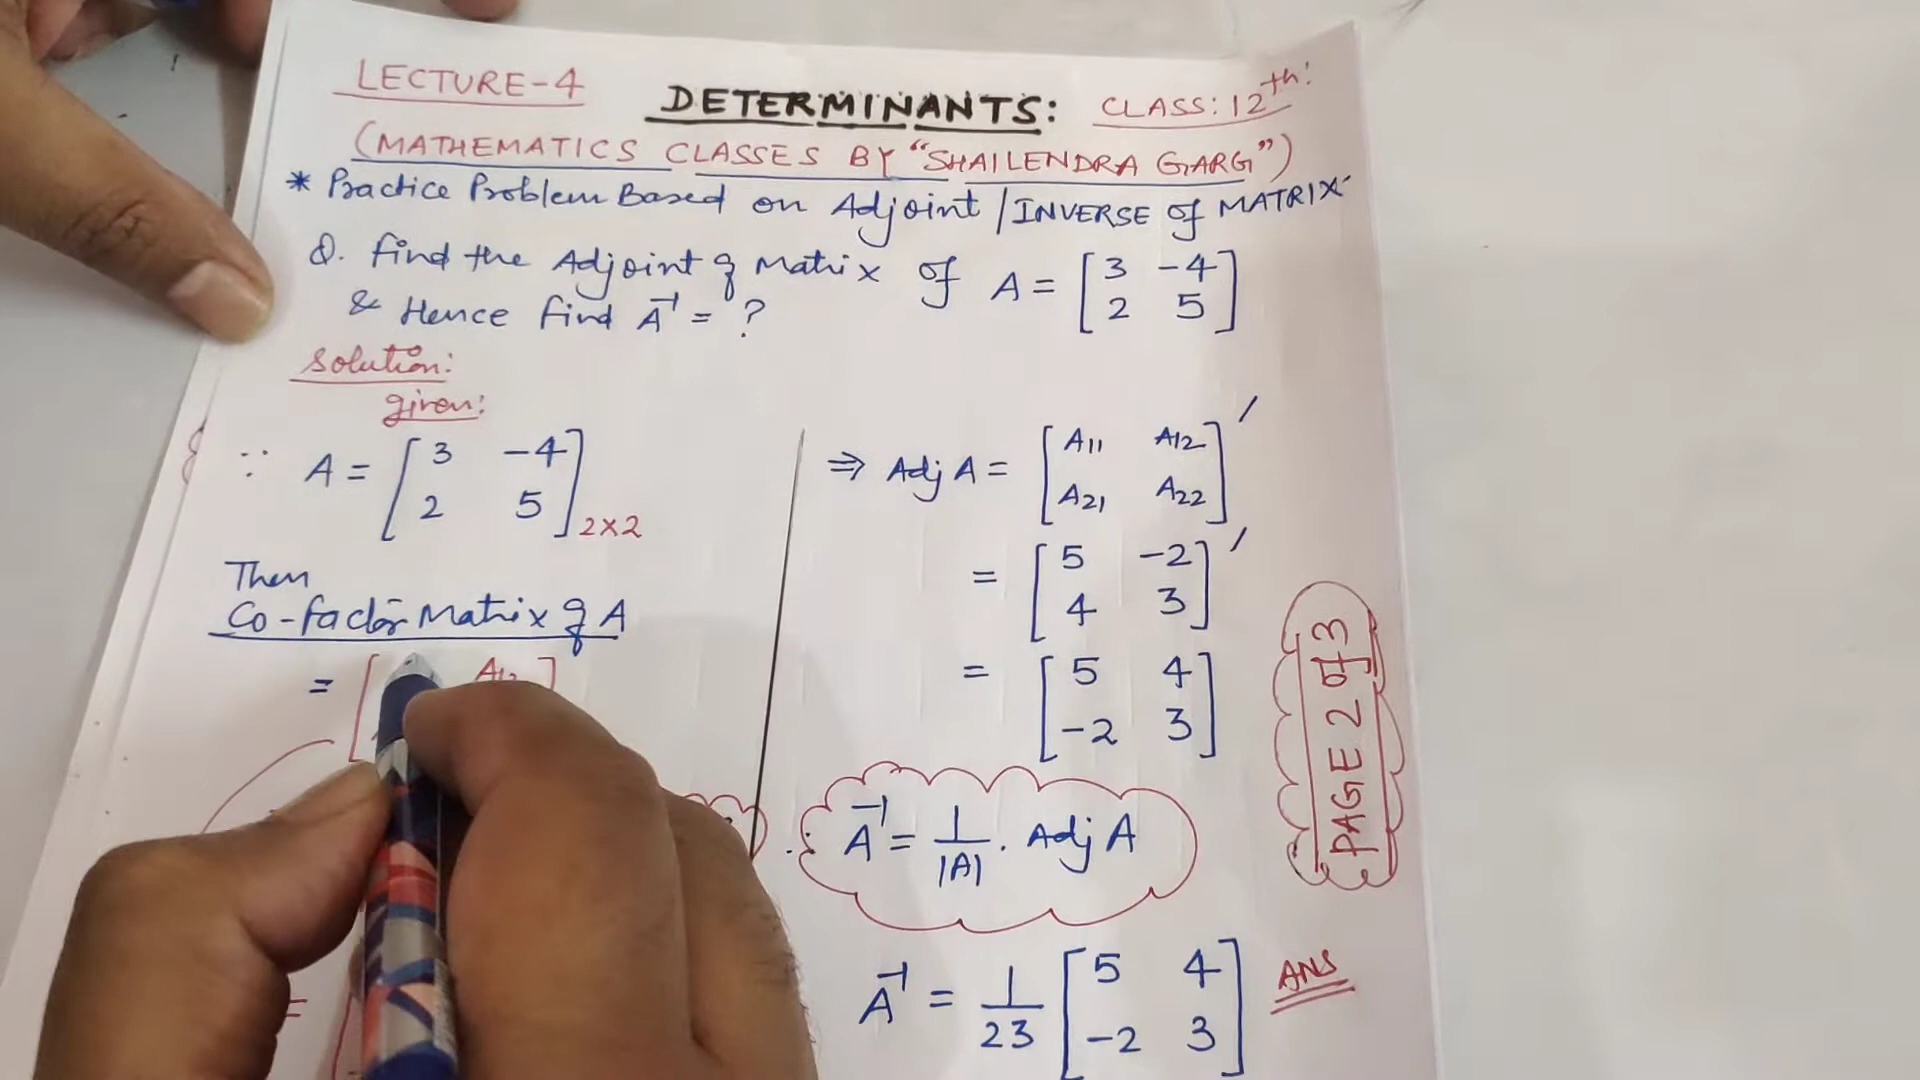 LECTURE-4 DETERMINANTS: CLASS: 12th:
(MATHEMATICS CLASSES BY "SHAILENDRA GARG")
* Practice Problem Based on Adjoint / INVERSE of MATRIX
Q. find the Adjoint of Matrix of A = [3 -4
2 5]
& Hence find A⁻¹ = ?
Solution:
given:
∵ A = [3 -4
2 5]2×2
Then
Co-factor Matrix of A
= [ A12 ]
⇒ Adj A = [A11 A12
A21 A22]′
= [5 -2
4 3]′
= [5 4
-2 3]
∴ A⁻¹ = 1/|A| . Adj A
A⁻¹ = 1/23 [5 4
-2 3] ANS
=
PAGE 2 of 3